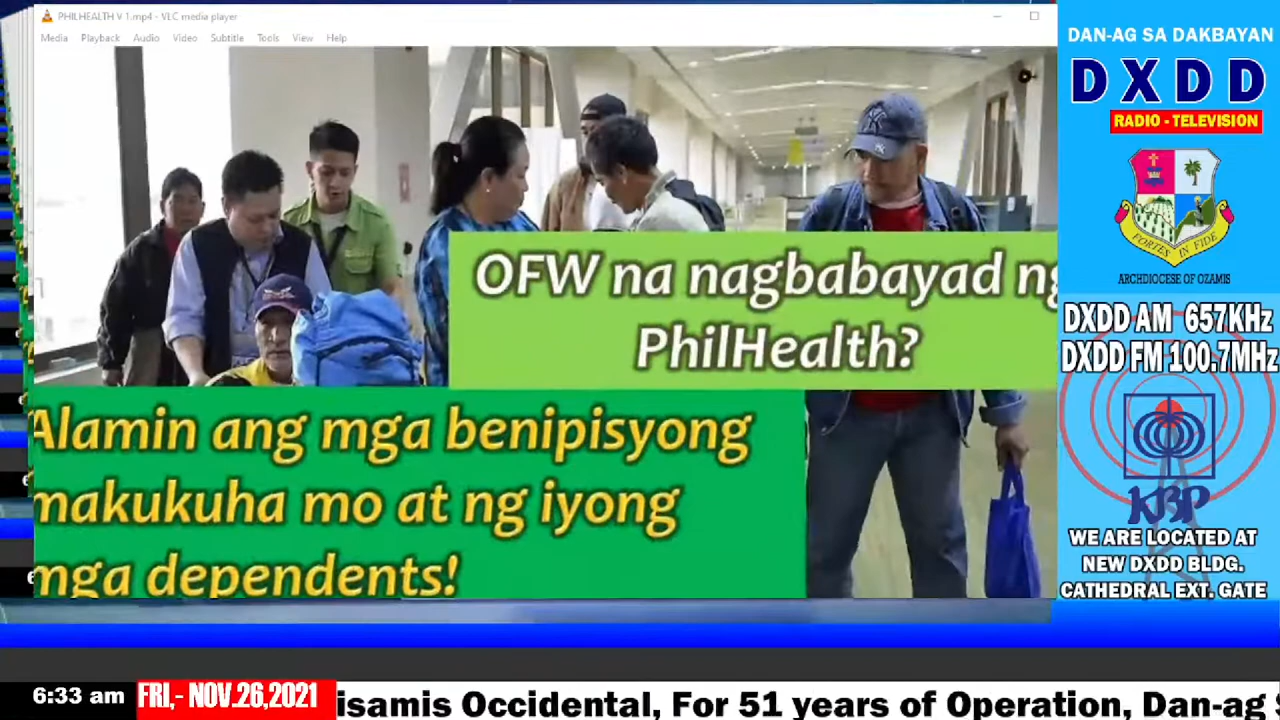 PHILHEALTH V 1.mp4 - VLC media player
Media Playback Audio Video Subtitle Tools View Help
OFW na nagbabayad ng
PhilHealth?
Alamin ang mga benipisyong
makukuha mo at ng iyong
mga dependents!
DAN-AG SA DAKBAYAN
DXDD
RADIO - TELEVISION
FORTES IN FIDE
ARCHDIOCESE OF OZAMIS
DXDD AM 657KHz
DXDD FM 100.7MHz
KBP
WE ARE LOCATED AT
NEW DXDD BLDG.
CATHEDRAL EXT. GATE
6:33 am FRI,- NOV.26,2021 isamis Occidental, For 51 years of Operation, Dan-ag S